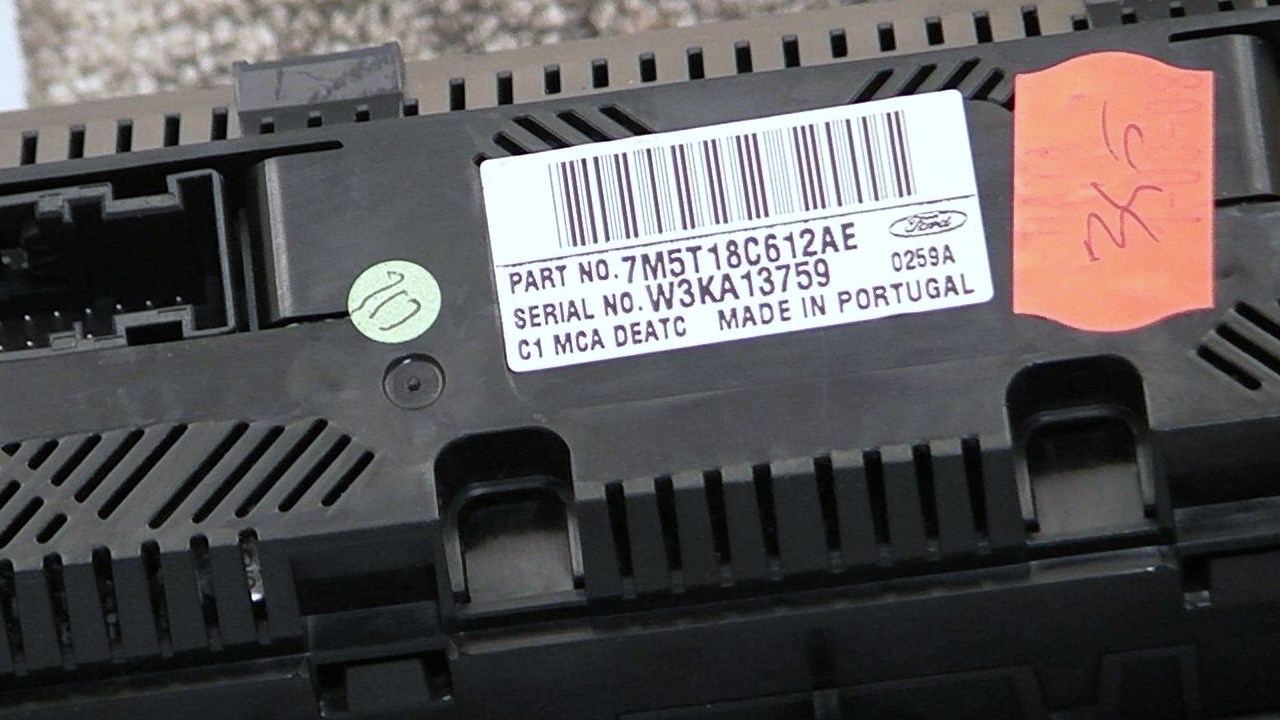 PART NO. 7M5T18C612AE
Ford
SERIAL NO. W3KA13759
0259A
C1 MCA DEATC MADE IN PORTUGAL